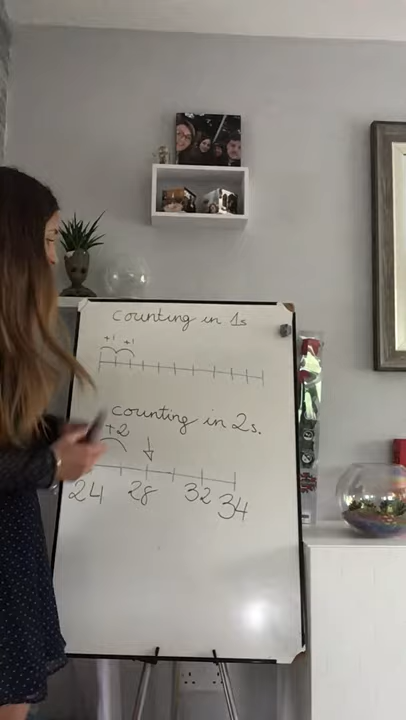 counting in 1s
+1 +1
counting in 2s.
+2
24 28 32 34